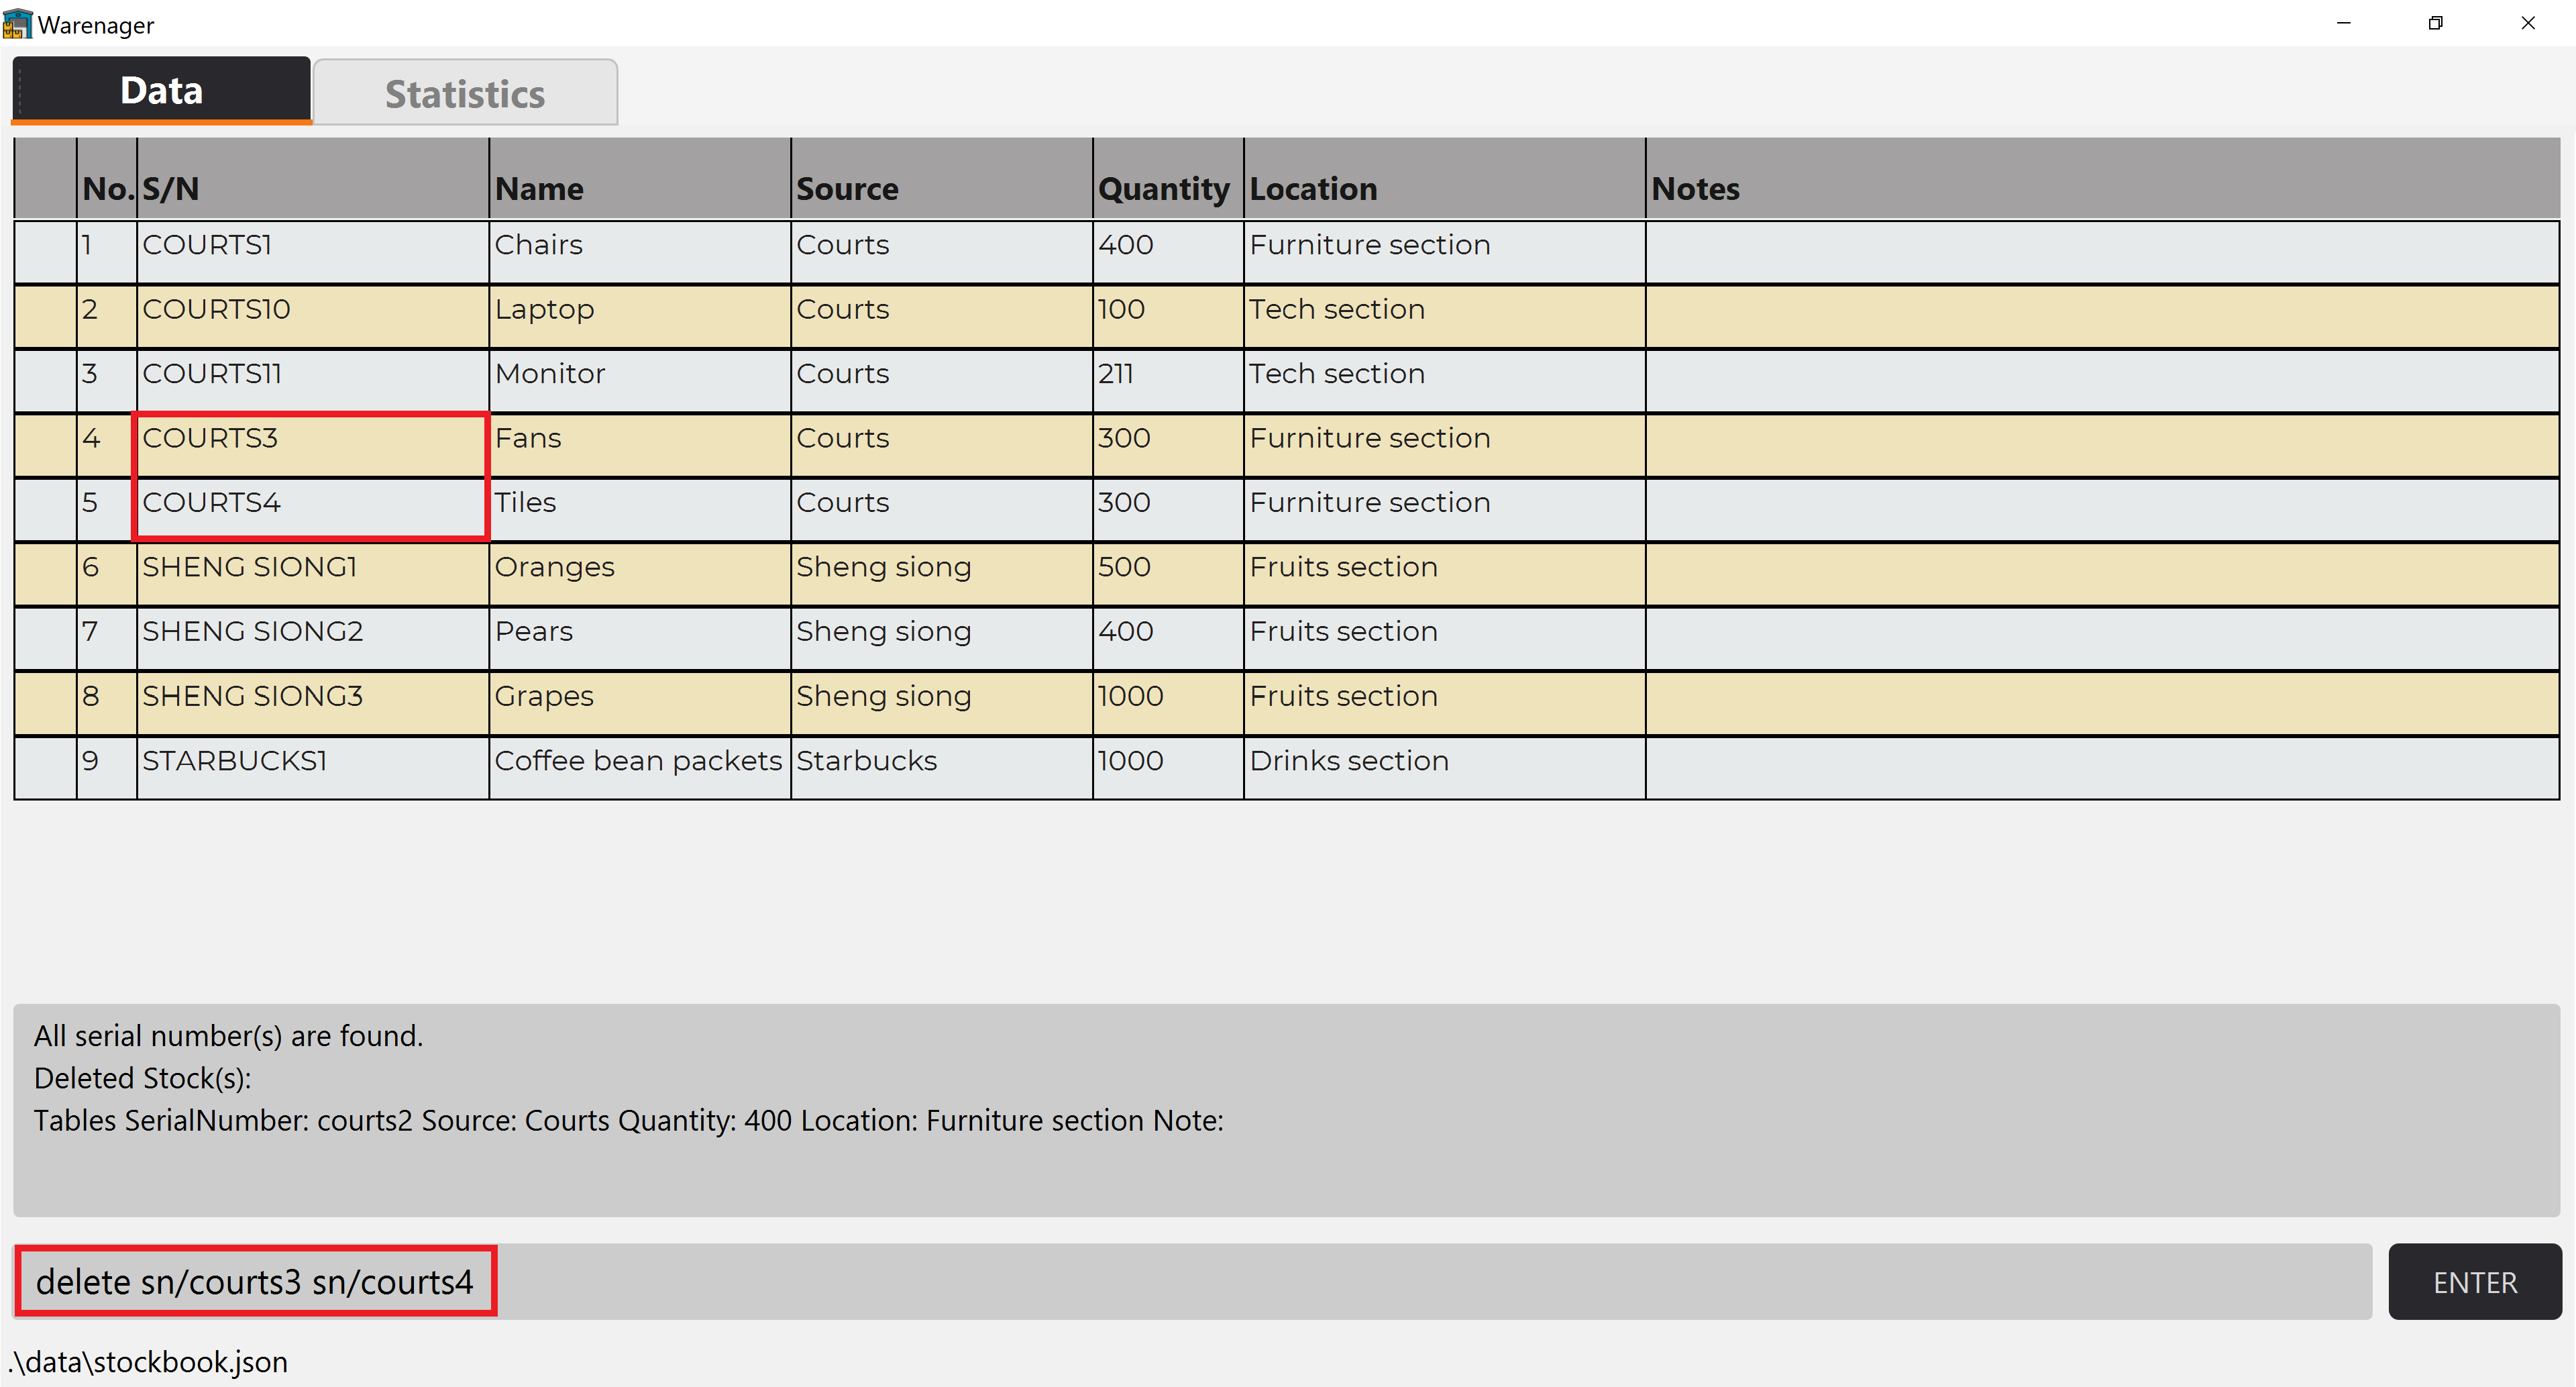 Warenager
Data Statistics
No. S/N Name Source Quantity Location Notes
1 COURTS1 Chairs Courts 400 Furniture section
2 COURTS10 Laptop Courts 100 Tech section
3 COURTS11 Monitor Courts 211 Tech section
4 COURTS3 Fans Courts 300 Furniture section
5 COURTS4 Tiles Courts 300 Furniture section
6 SHENG SIONG1 Oranges Sheng siong 500 Fruits section
7 SHENG SIONG2 Pears Sheng siong 400 Fruits section
8 SHENG SIONG3 Grapes Sheng siong 1000 Fruits section
9 STARBUCKS1 Coffee bean packets Starbucks 1000 Drinks section
All serial number(s) are found.
Deleted Stock(s):
Tables SerialNumber: courts2 Source: Courts Quantity: 400 Location: Furniture section Note:
delete sn/courts3 sn/courts4 ENTER
.\data\stockbook.json